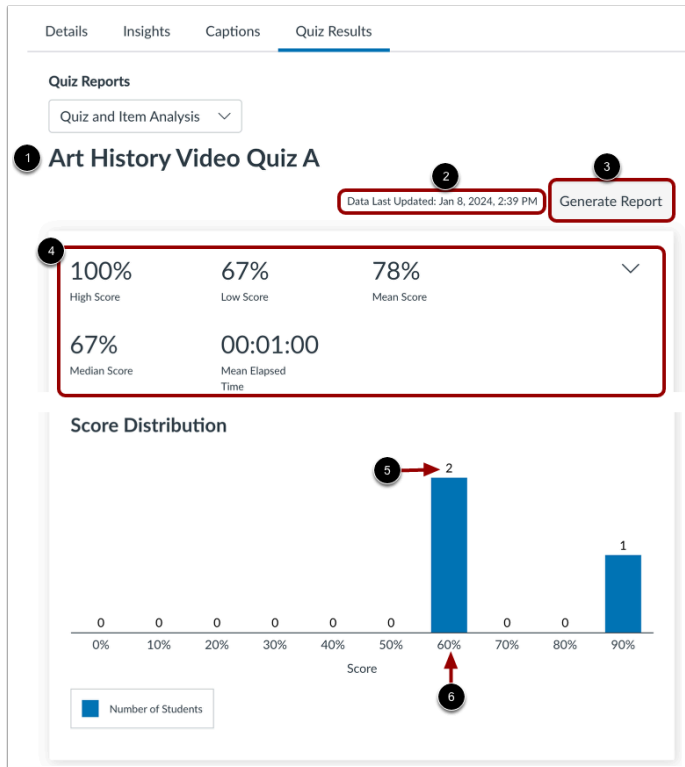 Details Insights Captions Quiz Results
Quiz Reports
Quiz and Item Analysis
1 Art History Video Quiz A
2 3
Data Last Updated: Jan 8, 2024, 2:39 PM Generate Report
4
100% 67% 78%
High Score Low Score Mean Score
67% 00:01:00
Median Score Mean Elapsed
Time
Score Distribution
5 2
1
0 0 0 0 0 0 0 0
0% 10% 20% 30% 40% 50% 60% 70% 80% 90%
Score
6
Number of Students